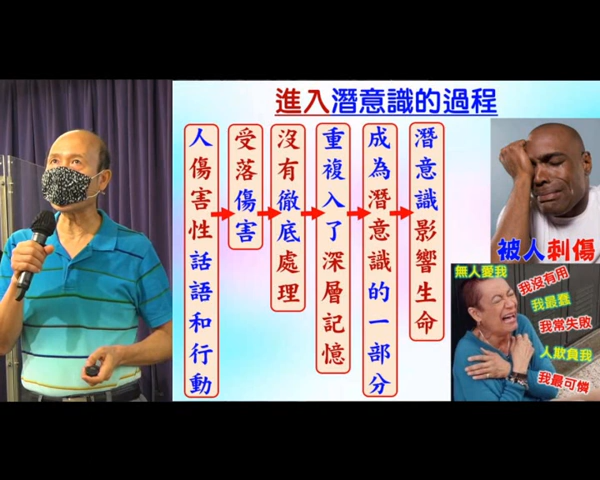 進入潛意識的過程
人傷害性話語和行動
受落傷害
沒有徹底處理
重複入了深層記憶
成為潛意識的一部分
潛意識影響生命
被人刺傷
無人愛我
我沒有用
我最蠢
我常失敗
人欺負我
我最可憐